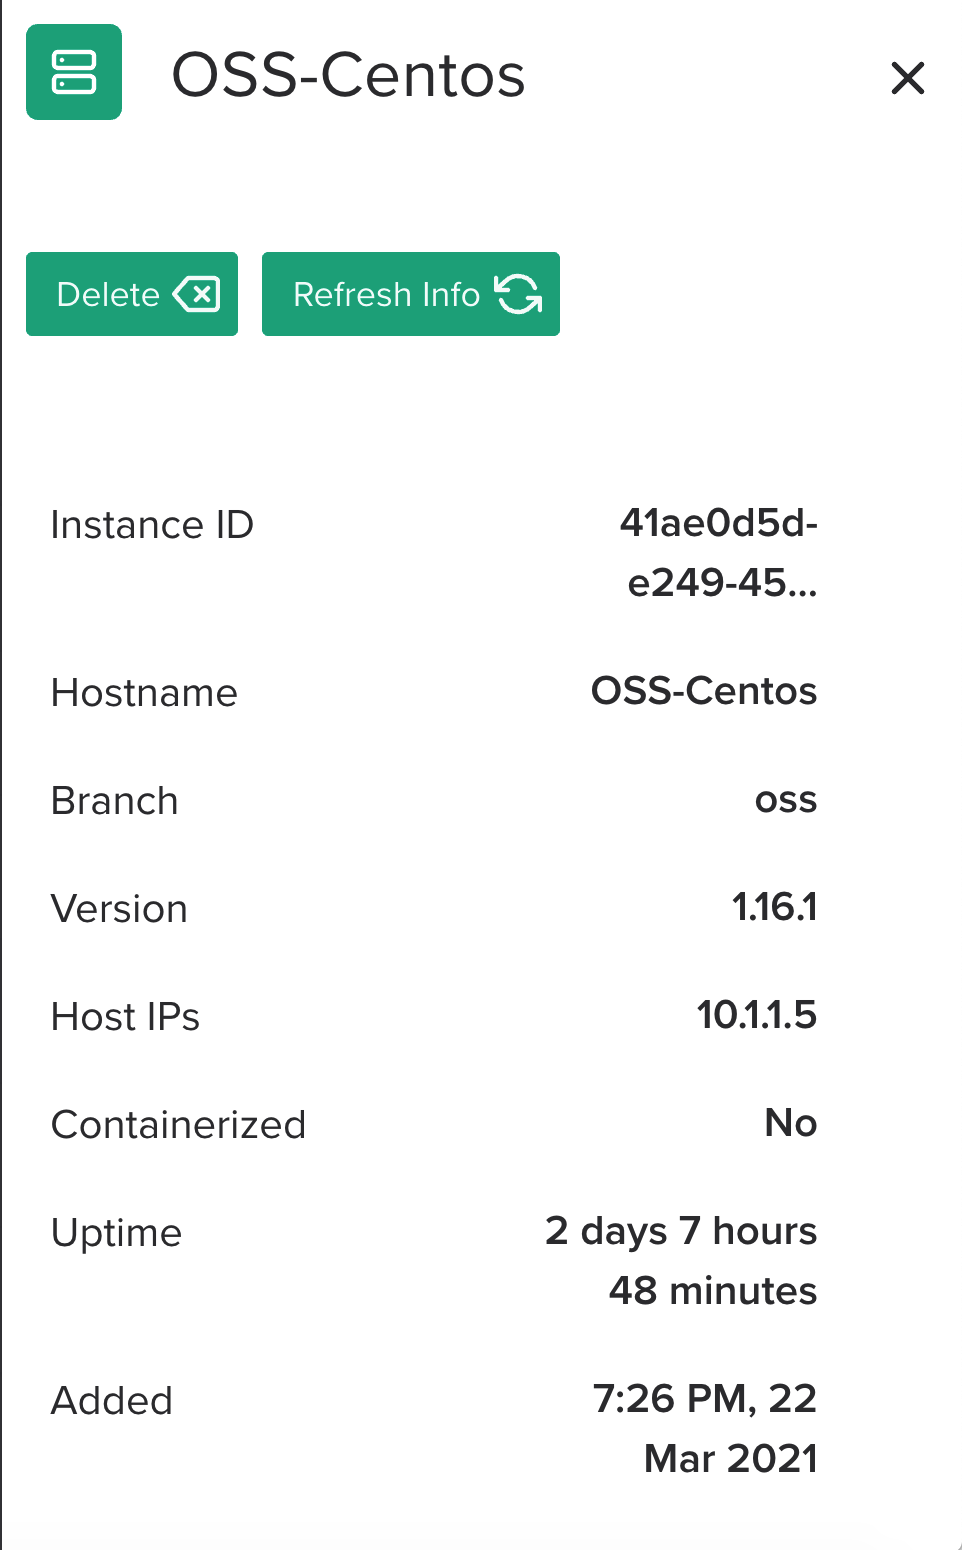 OSS-Centos
Delete
Refresh Info
Instance ID
41ae0d5d-
e249-45...
Hostname
OSS-Centos
Branch
oss
Version
1.16.1
Host IPs
10.1.1.5
Containerized
No
Uptime
2 days 7 hours
48 minutes
Added
7:26 PM, 22
Mar 2021